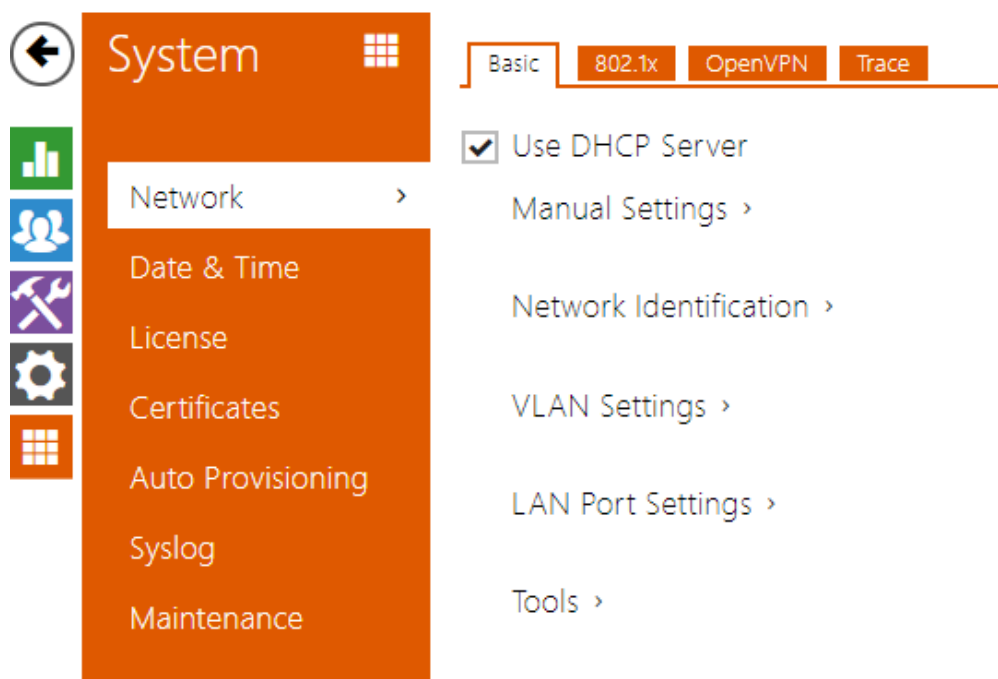 System
Network
Date & Time
License
Certificates
Auto Provisioning
Syslog
Maintenance
Basic 802.1x OpenVPN Trace
Use DHCP Server
Manual Settings
Network Identification
VLAN Settings
LAN Port Settings
Tools